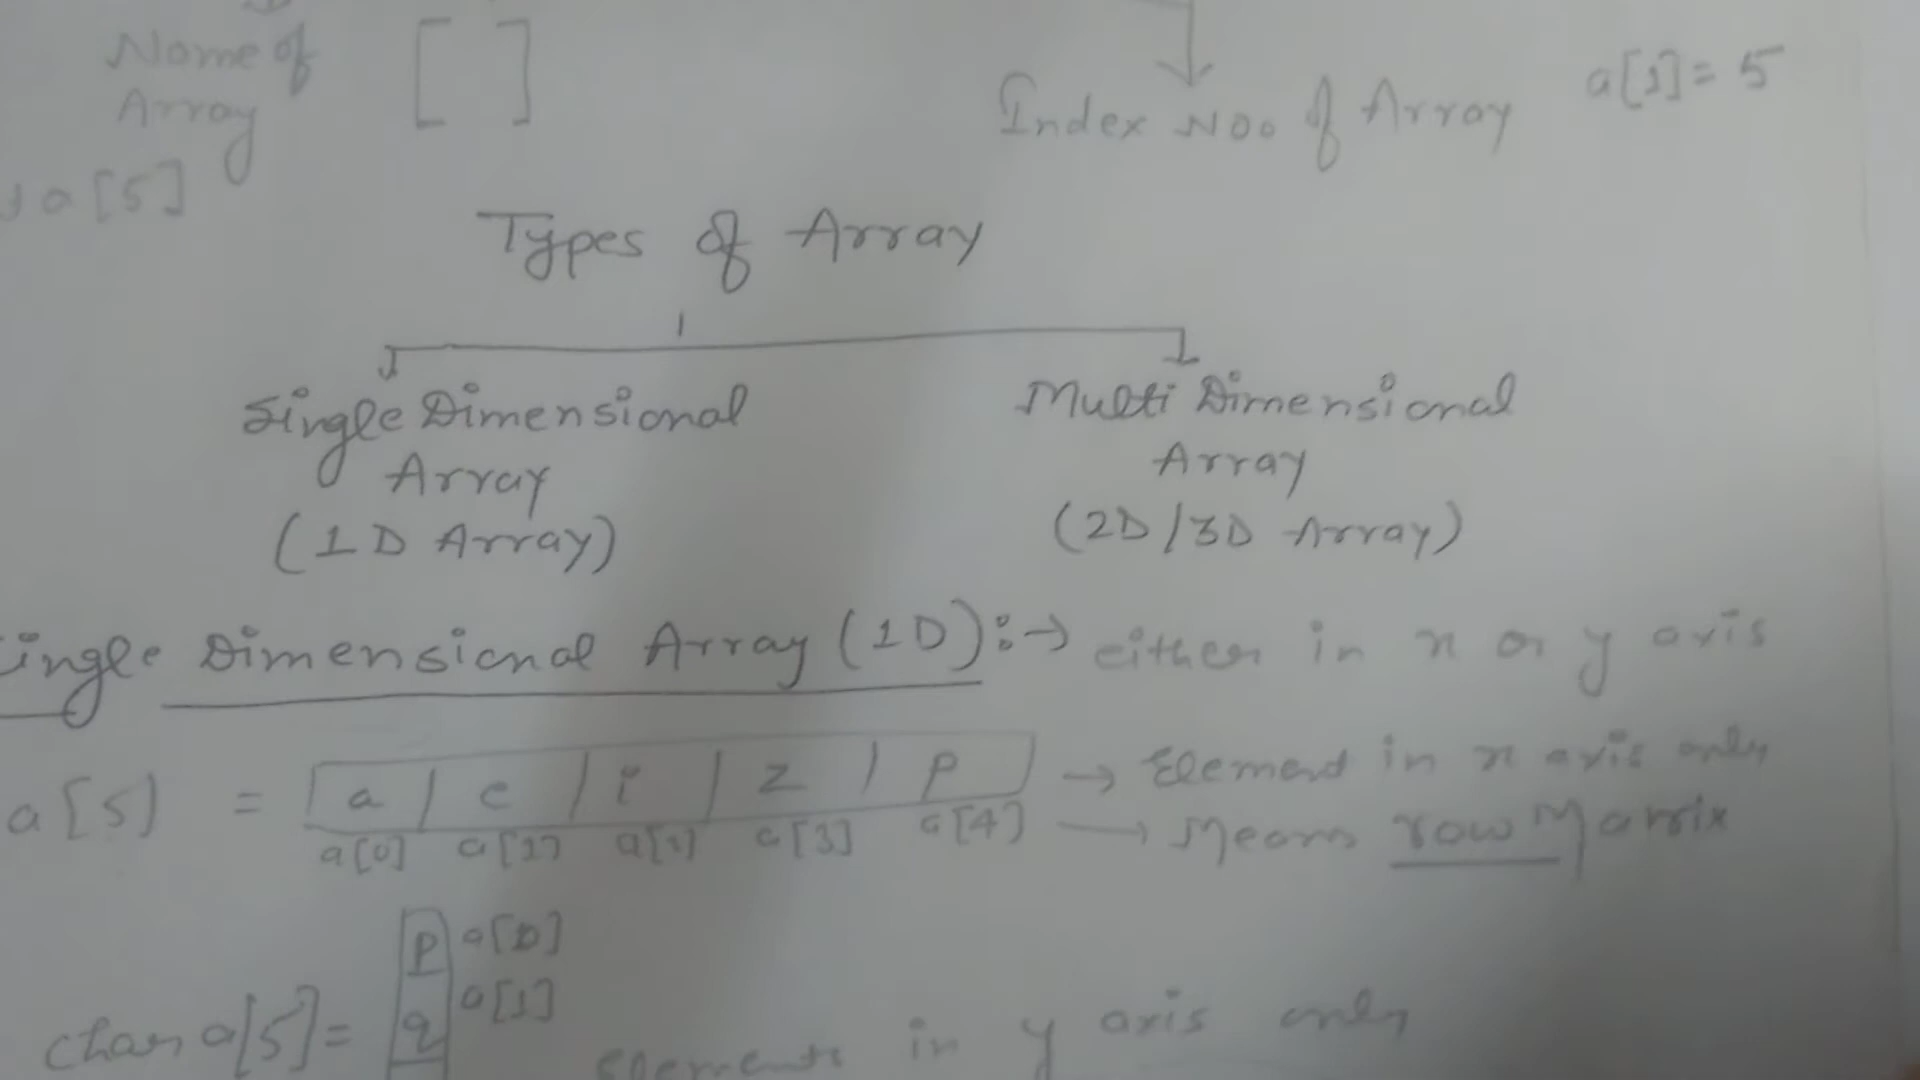 Name of [ ]
Array
a[5]
Index No. of Array a[1] = 5
Types of Array
Single Dimensional
Array
(1D Array)
Multi Dimensional
Array
(2D/3D Array)
ingle Dimensional Array (1D):→ either in x or y axis
a[5] = a | e | i | z | p → Element in x axis only
a[0] a[1] a[2] a[3] a[4] → Means row Matrix
p a[0]
char a[5] = q a[1]
Elements in y axis only